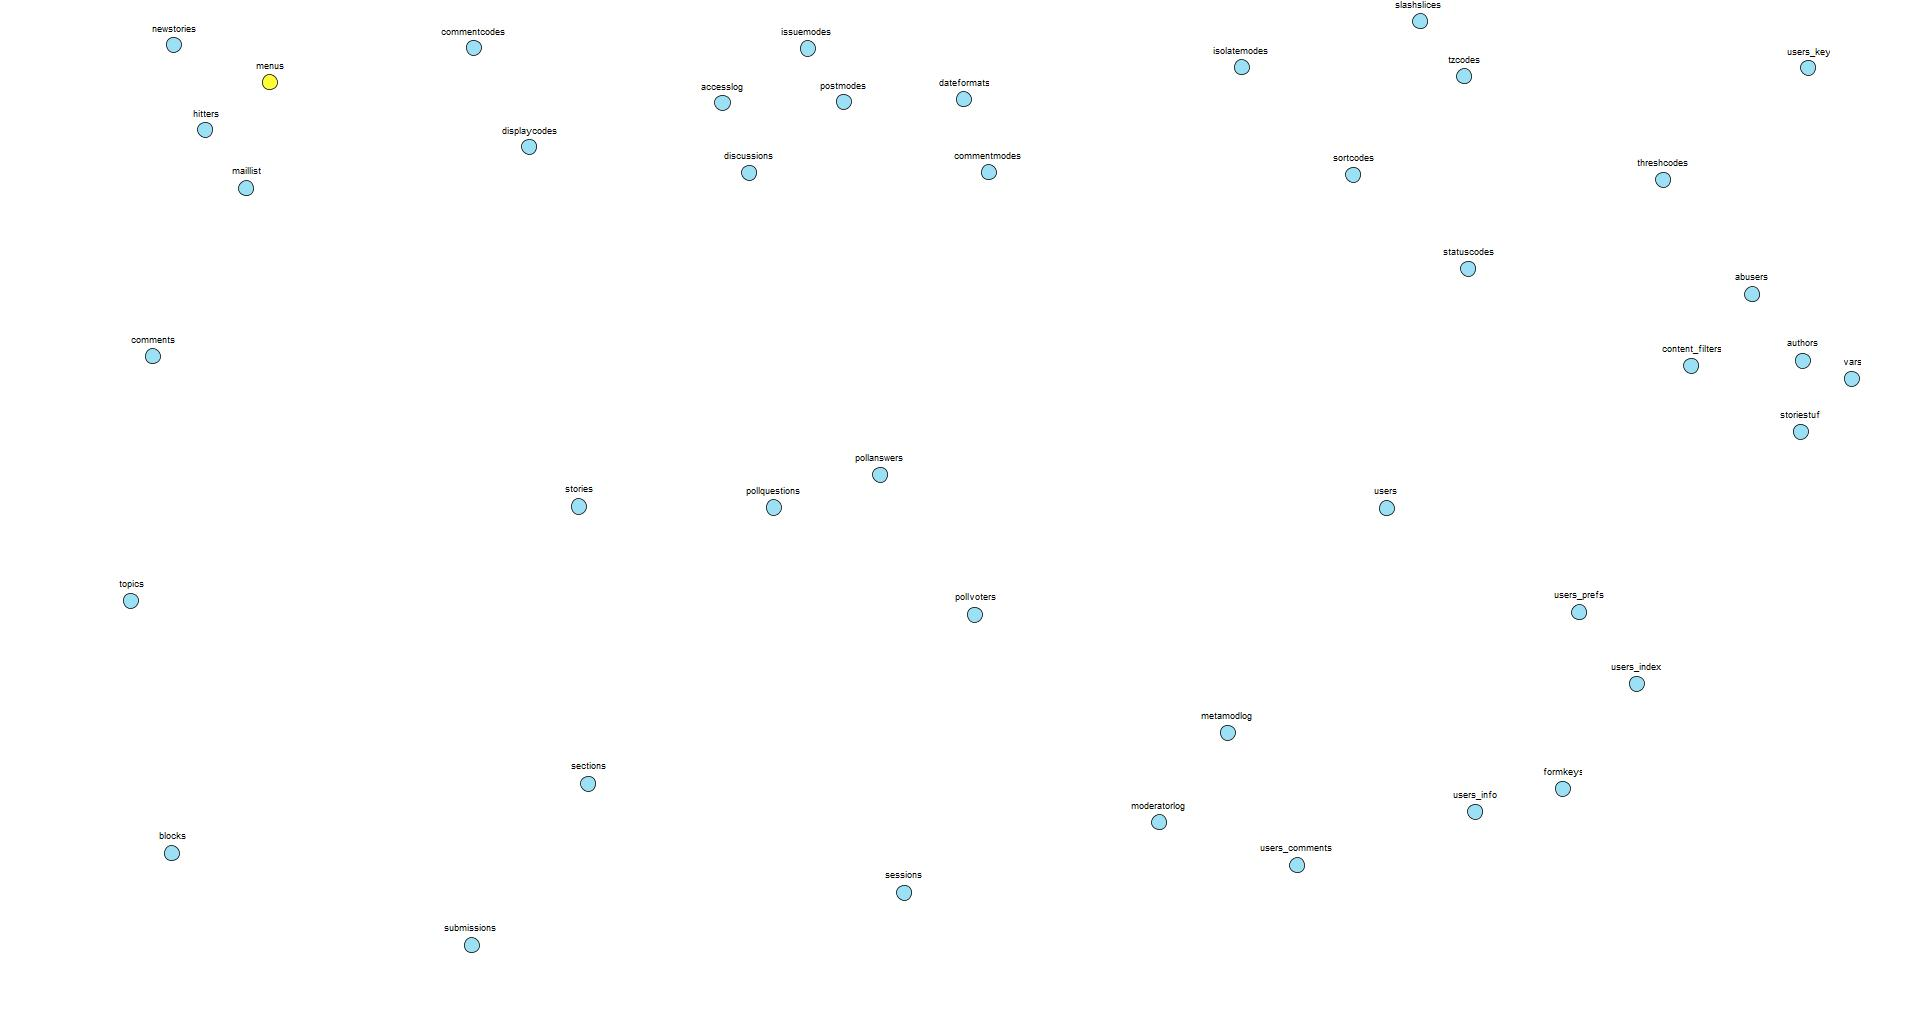 slashslices
newstories
commentcodes
issuemodes
isolatemodes
users_key
tzcodes
menus
accesslog
postmodes
dateformats
hitters
displaycodes
discussions
commentmodes
sortcodes
threshcodes
maillist
statuscodes
abusers
comments
content_filters
authors
vars
storiestuf
pollanswers
stories
pollquestions
users
topics
pollvoters
users_prefs
users_index
metamodlog
sections
formkeys
users_info
moderatorlog
blocks
users_comments
sessions
submissions